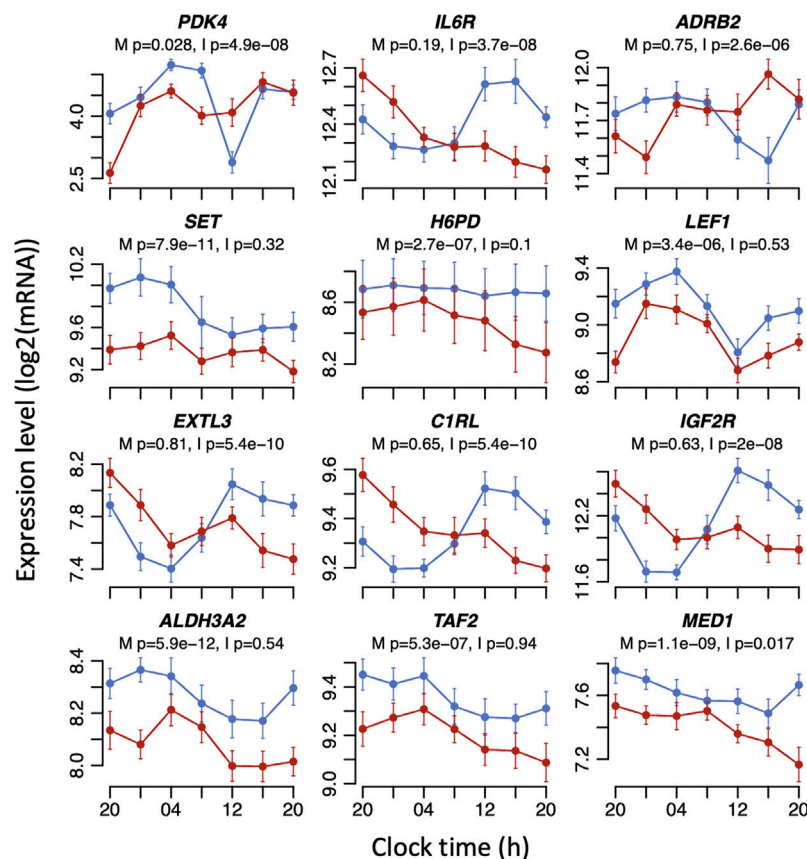 PDK4
M p=0.028, I p=4.9e−08
IL6R
M p=0.19, I p=3.7e−08
ADRB2
M p=0.75, I p=2.6e−06
4.0
2.5
12.7
12.4
12.1
12.0
11.7
11.4
SET
M p=7.9e−11, I p=0.32
H6PD
M p=2.7e−07, I p=0.1
LEF1
M p=3.4e−06, I p=0.53
10.2
9.6
9.2
8.6
8.2
9.4
9.0
8.6
EXTL3
M p=0.81, I p=5.4e−10
C1RL
M p=0.65, I p=5.4e−10
IGF2R
M p=0.63, I p=2e−08
8.2
7.8
7.4
9.6
9.4
9.2
12.2
11.6
ALDH3A2
M p=5.9e−12, I p=0.54
TAF2
M p=5.3e−07, I p=0.94
MED1
M p=1.1e−09, I p=0.017
8.4
8.2
8.0
9.4
9.2
9.0
7.6
7.2
20 04 12 20
20 04 12 20
20 04 12 20
Expression level (log2(mRNA))
Clock time (h)